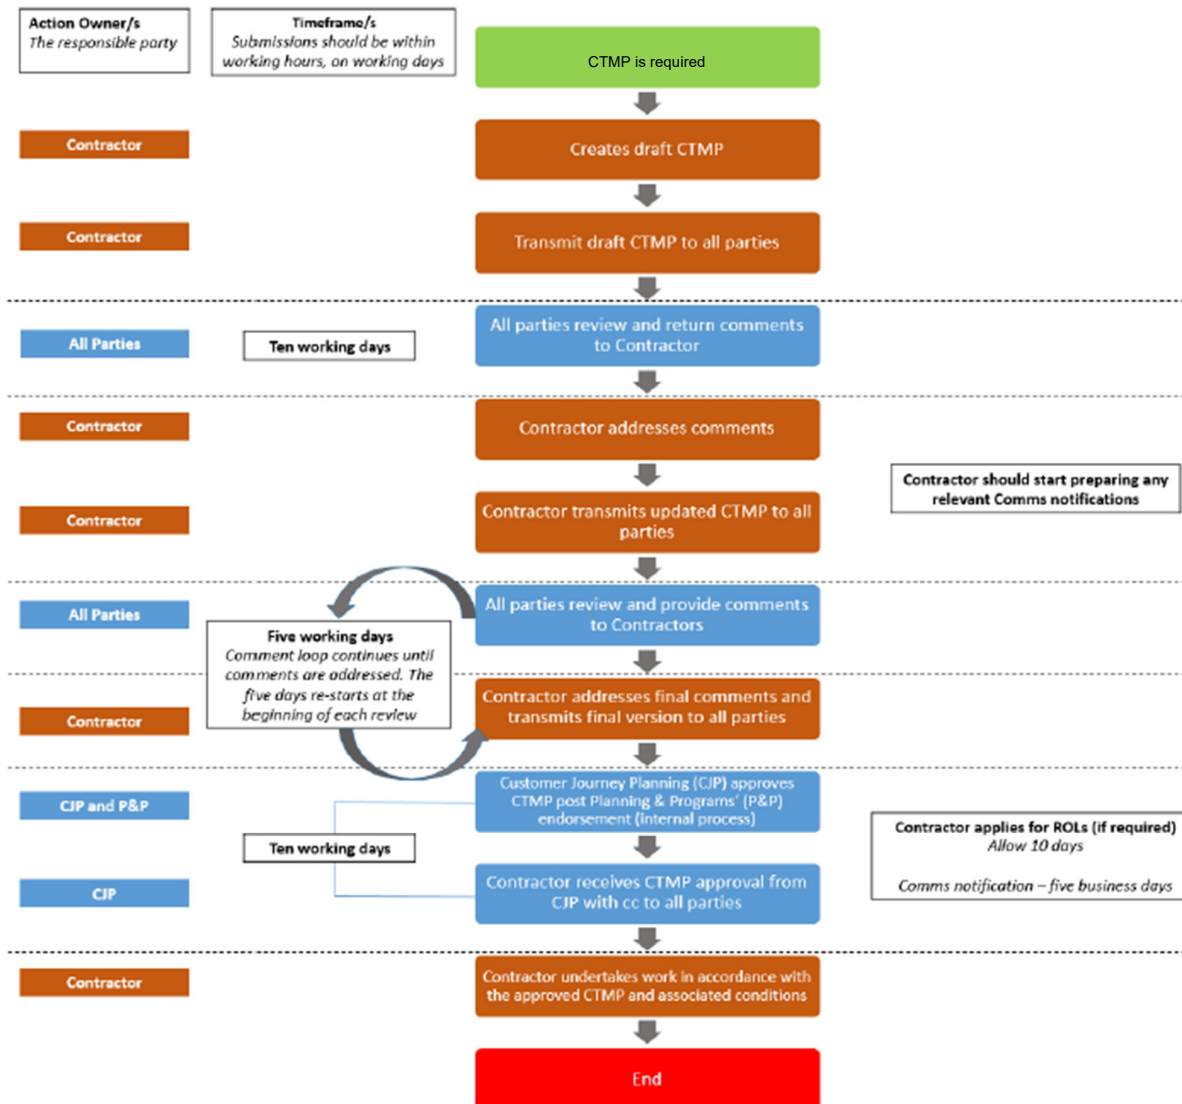 Action Owner/s
The responsible party
Timeframe/s
Submissions should be within
working hours, on working days
CTMP is required
Contractor
Creates draft CTMP
Contractor
Transmit draft CTMP to all parties
All Parties
Ten working days
All parties review and return comments
to Contractor
Contractor
Contractor addresses comments
Contractor should start preparing any
relevant Comms notifications
Contractor
Contractor transmits updated CTMP to all
parties
All Parties
All parties review and provide comments
to Contractors
Five working days
Comment loop continues until
comments are addressed. The
five days re-starts at the
beginning of each review
Contractor
Contractor addresses final comments and
transmits final version to all parties
CJP and P&P
Customer Journey Planning (CJP) approves
CTMP post Planning & Programs' (P&P)
endorsement (internal process)
Ten working days
Contractor applies for ROLs (if required)
Allow 10 days
Comms notification – five business days
CJP
Contractor receives CTMP approval from
CJP with cc to all parties
Contractor
Contractor undertakes work in accordance with
the approved CTMP and associated conditions
End